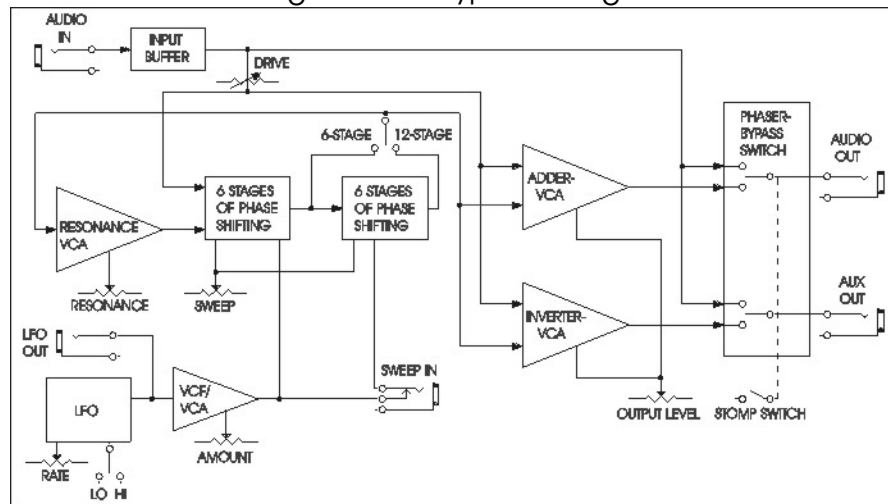 AUDIO
IN
INPUT
BUFFER
DRIVE
6-STAGE
12-STAGE
PHASER-
BYPASS
SWITCH
AUDIO
OUT
ADDER-
VCA
6 STAGES
OF PHASE
SHIFTING
6 STAGES
OF PHASE
SHIFTING
RESONANCE
VCA
RESONANCE
SWEEP
AUX
OUT
INVERTER-
VCA
LFO
OUT
SWEEP IN
VCF/
VCA
LFO
OUTPUT LEVEL
STOMP SWITCH
AMOUNT
RATE
LO HI